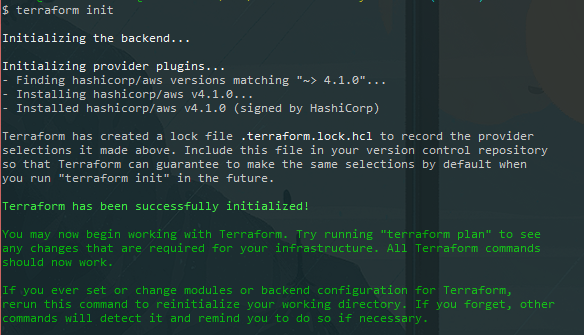 $ terraform init
Initializing the backend...
Initializing provider plugins...
- Finding hashicorp/aws versions matching "~> 4.1.0"...
- Installing hashicorp/aws v4.1.0...
- Installed hashicorp/aws v4.1.0 (signed by HashiCorp)
Terraform has created a lock file .terraform.lock.hcl to record the provider
selections it made above. Include this file in your version control repository
so that Terraform can guarantee to make the same selections by default when
you run "terraform init" in the future.
Terraform has been successfully initialized!
You may now begin working with Terraform. Try running "terraform plan" to see
any changes that are required for your infrastructure. All Terraform commands
should now work.
If you ever set or change modules or backend configuration for Terraform,
rerun this command to reinitialize your working directory. If you forget, other
commands will detect it and remind you to do so if necessary.